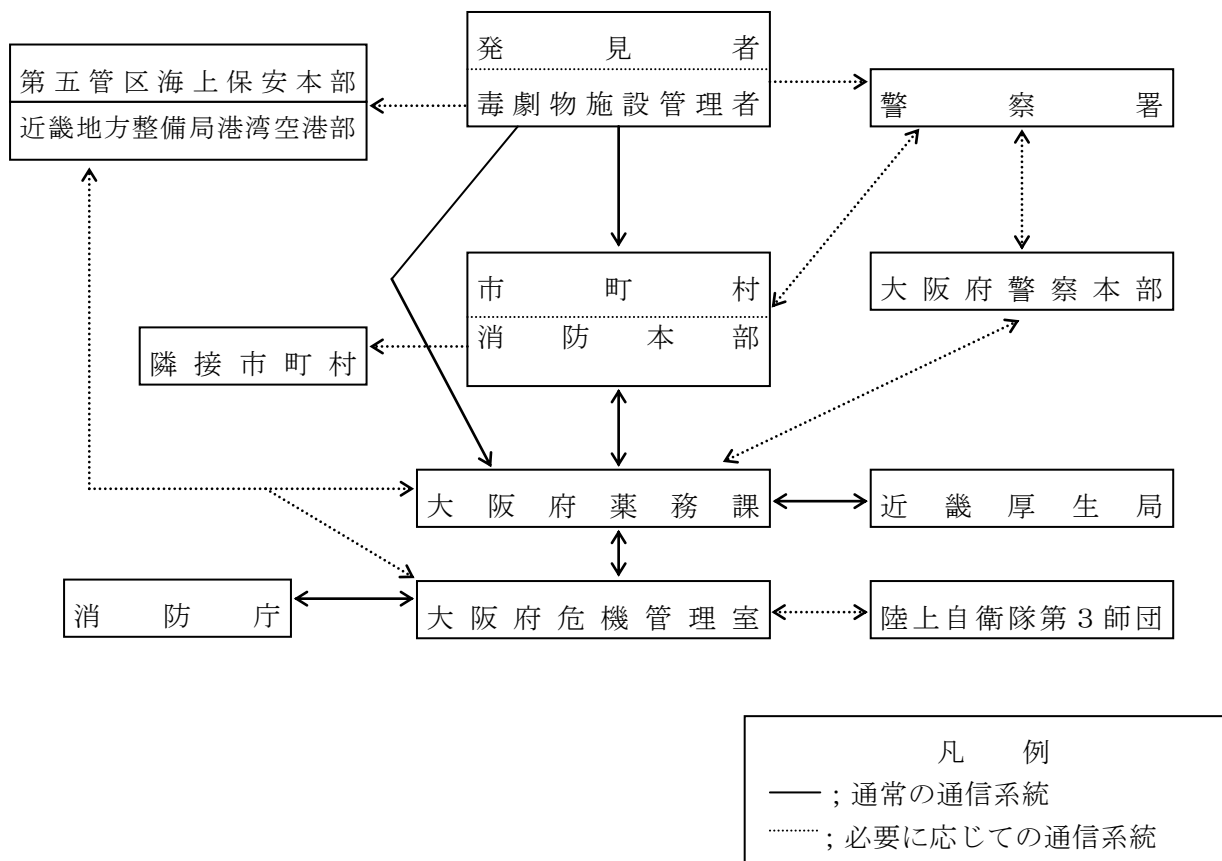 発見者
毒劇物施設管理者
第五管区海上保安本部
近畿地方整備局港湾空港部
警察署
市町村
消防本部
大阪府警察本部
隣接市町村
大阪府薬務課
近畿厚生局
消防庁
大阪府危機管理室
陸上自衛隊第3師団
凡例
;通常の通信系統
;必要に応じての通信系統